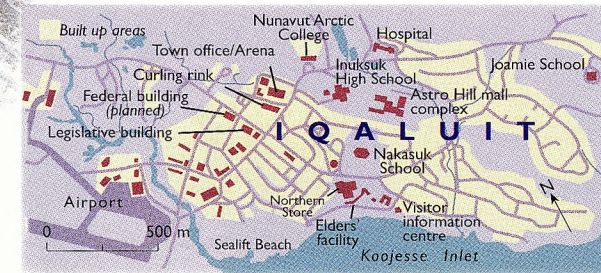 Built up areas
Nunavut Arctic
College
Hospital
Town office/Arena
Inuksuk
High School
Joamie School
Curling rink
Federal building
(planned)
Astro Hill mall
complex
Legislative building
IQALUIT
Nakasuk
School
N
Airport
Northern
Store
Visitor
information
centre
Elders'
facility
0 500 m
Sealift Beach
Koojesse Inlet